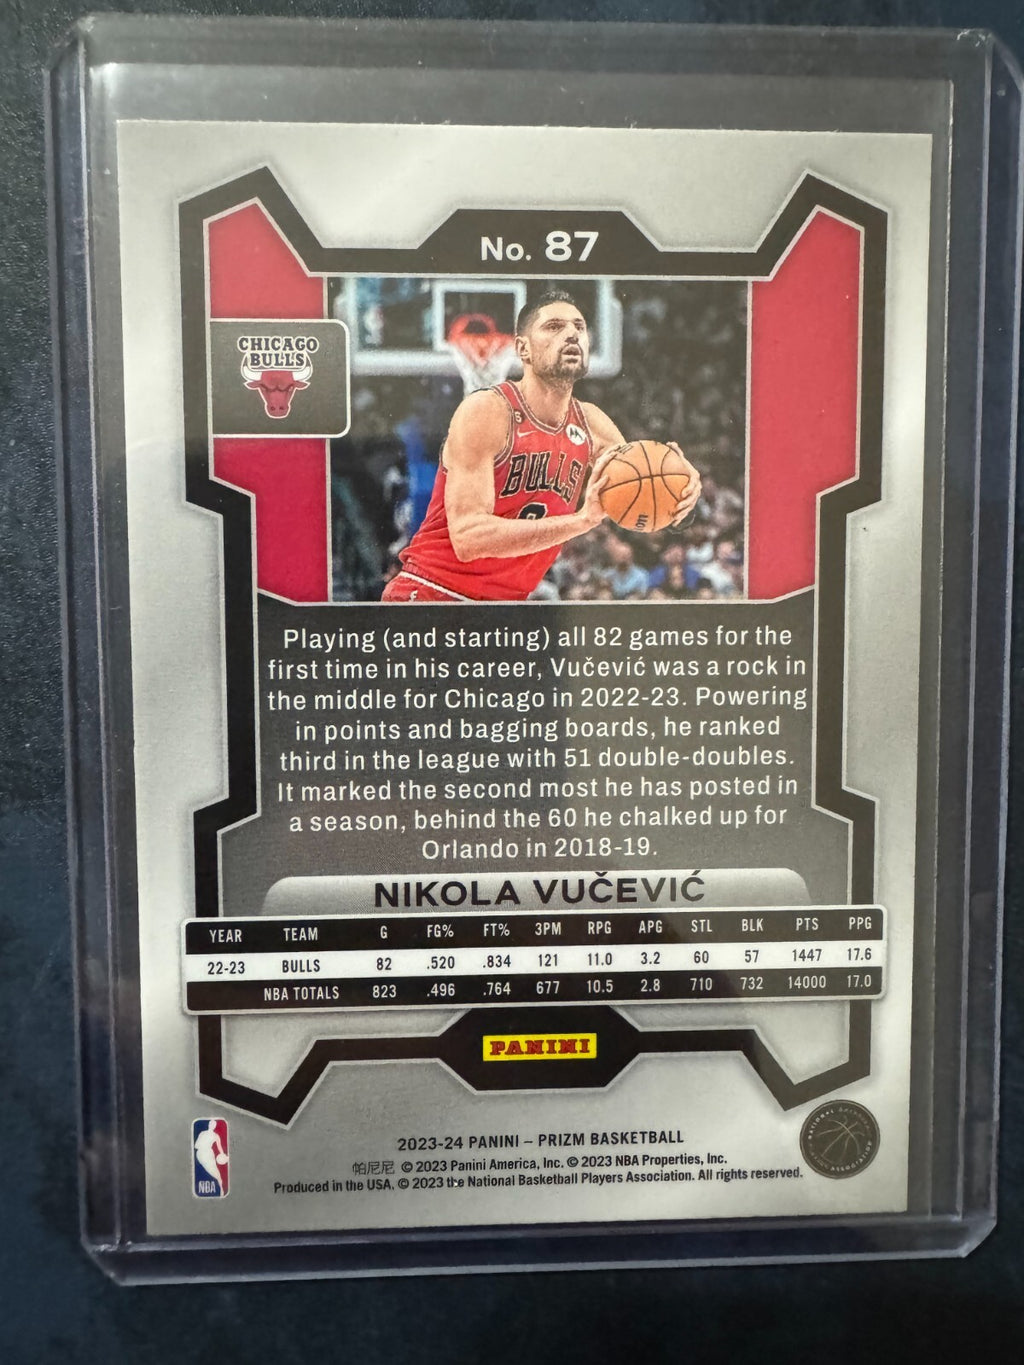 No. 87
CHICAGO
BULLS
BULLS
Playing (and starting) all 82 games for the
first time in his career, Vučević was a rock in
the middle for Chicago in 2022-23. Powering
in points and bagging boards, he ranked
third in the league with 51 double-doubles.
It marked the second most he has posted in
a season, behind the 60 he chalked up for
Orlando in 2018-19.
NIKOLA VUČEVIĆ
YEAR TEAM G FG% FT% 3PM RPG APG STL BLK PTS PPG
22-23 BULLS 82 .520 .834 121 11.0 3.2 60 57 1447 17.6
NBA TOTALS 823 .496 .764 677 10.5 2.8 710 732 14000 17.0
PANINI
2023-24 PANINI – PRIZM BASKETBALL
帕尼尼 © 2023 Panini America, Inc. © 2023 NBA Properties, Inc.
Produced in the USA. © 2023 the National Basketball Players Association. All rights reserved.
NBA
NATIONAL BASKETBALL
ASSOCIATION